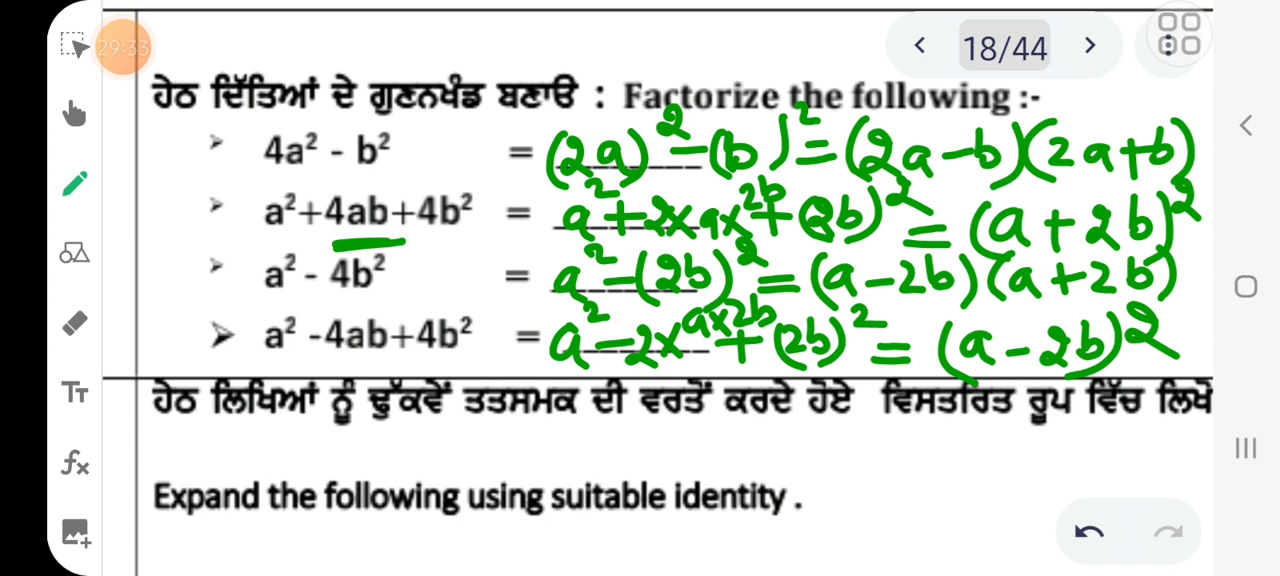 29:33
18/44
ਹੇਠ ਦਿੱਤਿਆਂ ਦੇ ਗੁਣਨਖੰਡ ਬਣਾਓ : Factorize the following :-
➢ 4a² - b² = (2a)² - (b)² = (2a-b)(2a+b)
➢ a²+4ab+4b² = a² + 2×a×2b + (2b)² = (a+2b)²
➢ a² - 4b² = a² - (2b)² = (a-2b)(a+2b)
➢ a² -4ab+4b² = a² - 2×a×2b + (2b)² = (a-2b)²
ਹੇਠ ਲਿਖਿਆਂ ਨੂੰ ਢੁੱਕਵੇਂ ਤਤਸਮਕ ਦੀ ਵਰਤੋਂ ਕਰਦੇ ਹੋਏ ਵਿਸਤਰਿਤ ਰੂਪ ਵਿੱਚ ਲਿਖੋ
Expand the following using suitable identity .
Tт
fx